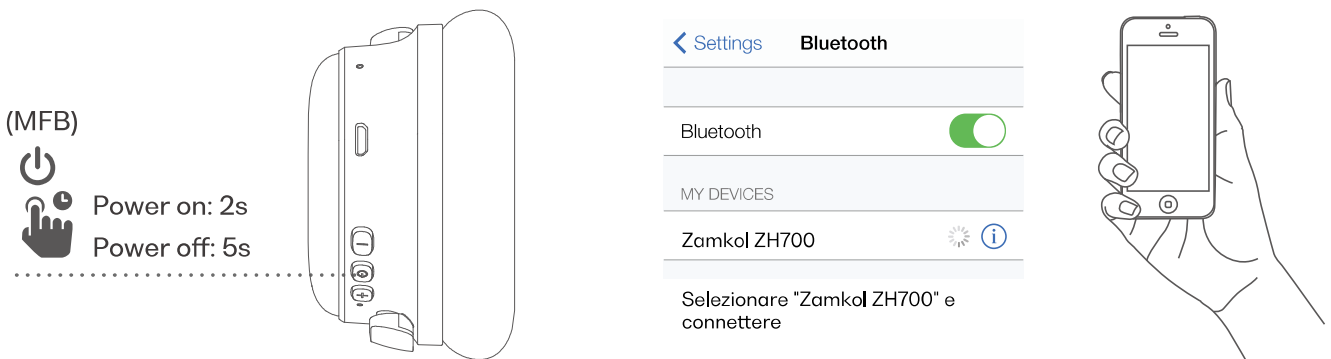 (MFB)
Power on: 2s
Power off: 5s
Settings Bluetooth
Bluetooth
MY DEVICES
Zamkol ZH700
Selezionare "Zamkol ZH700" e
connettere